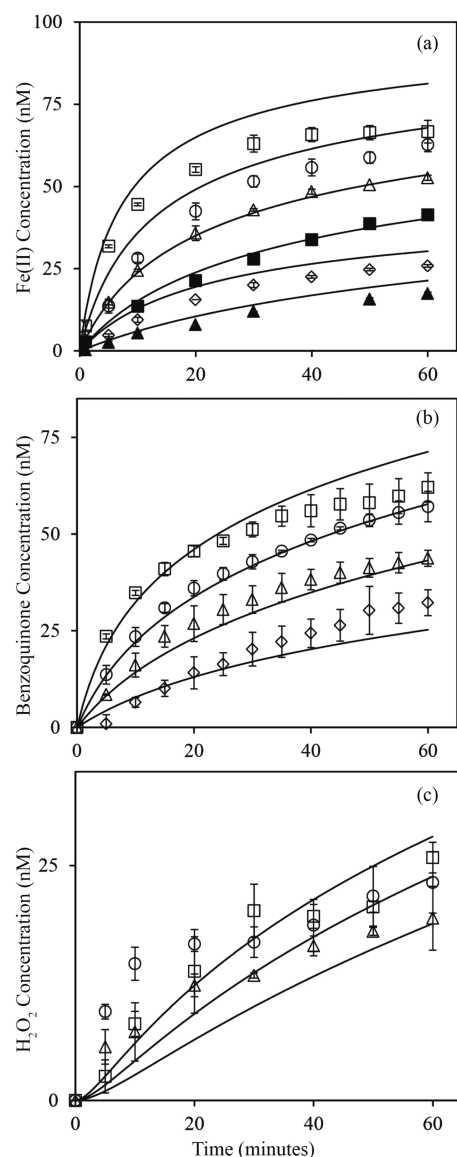 (a)
Fe(II) Concentration (nM)
100
75
50
25
0
0 20 40 60
(b)
Benzoquinone Concentration (nM)
75
50
25
0
0 20 40 60
(c)
H₂O₂ Concentration (nM)
25
0
0 20 40 60
Time (minutes)